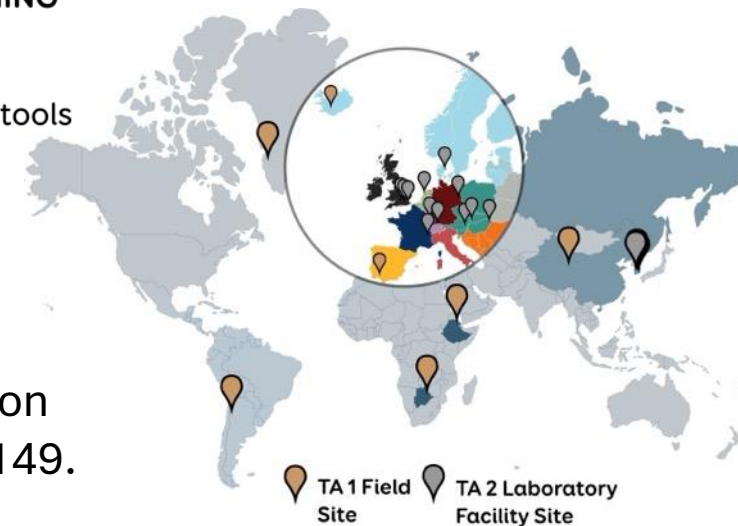 tools
on
149.
TA 1 Field
Site
TA 2 Laboratory
Facility Site